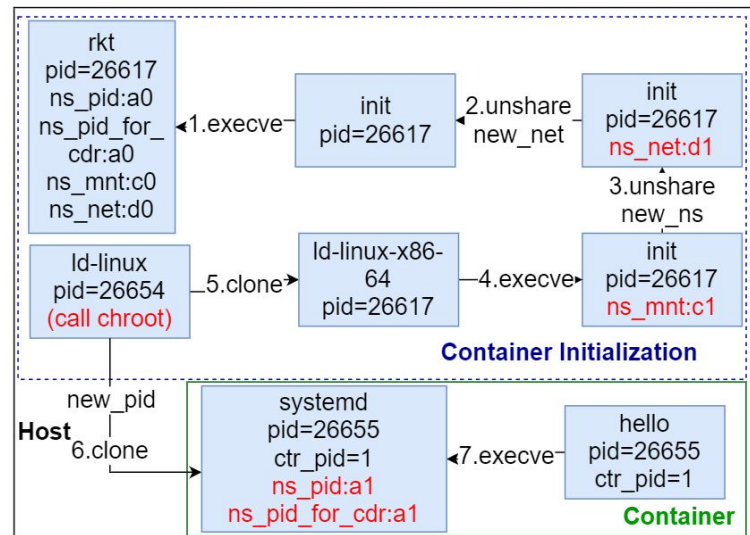 rkt
pid=26617
ns_pid:a0
ns_pid_for_
cdr:a0
ns_mnt:c0
ns_net:d0
1.execve
init
pid=26617
2.unshare
new_net
init
pid=26617
ns_net:d1
3.unshare
new_ns
ld-linux
pid=26654
(call chroot)
5.clone
ld-linux-x86-
64
pid=26617
4.execve
init
pid=26617
ns_mnt:c1
Container Initialization
new_pid
Host
6.clone
systemd
pid=26655
ctr_pid=1
ns_pid:a1
ns_pid_for_cdr:a1
7.execve
hello
pid=26655
ctr_pid=1
Container